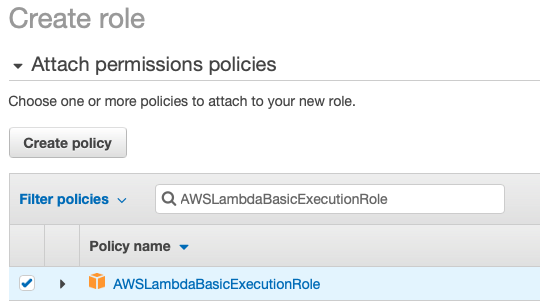 Create role
Attach permissions policies
Choose one or more policies to attach to your new role.
Create policy
Filter policies
AWSLambdaBasicExecutionRole
Policy name
AWSLambdaBasicExecutionRole